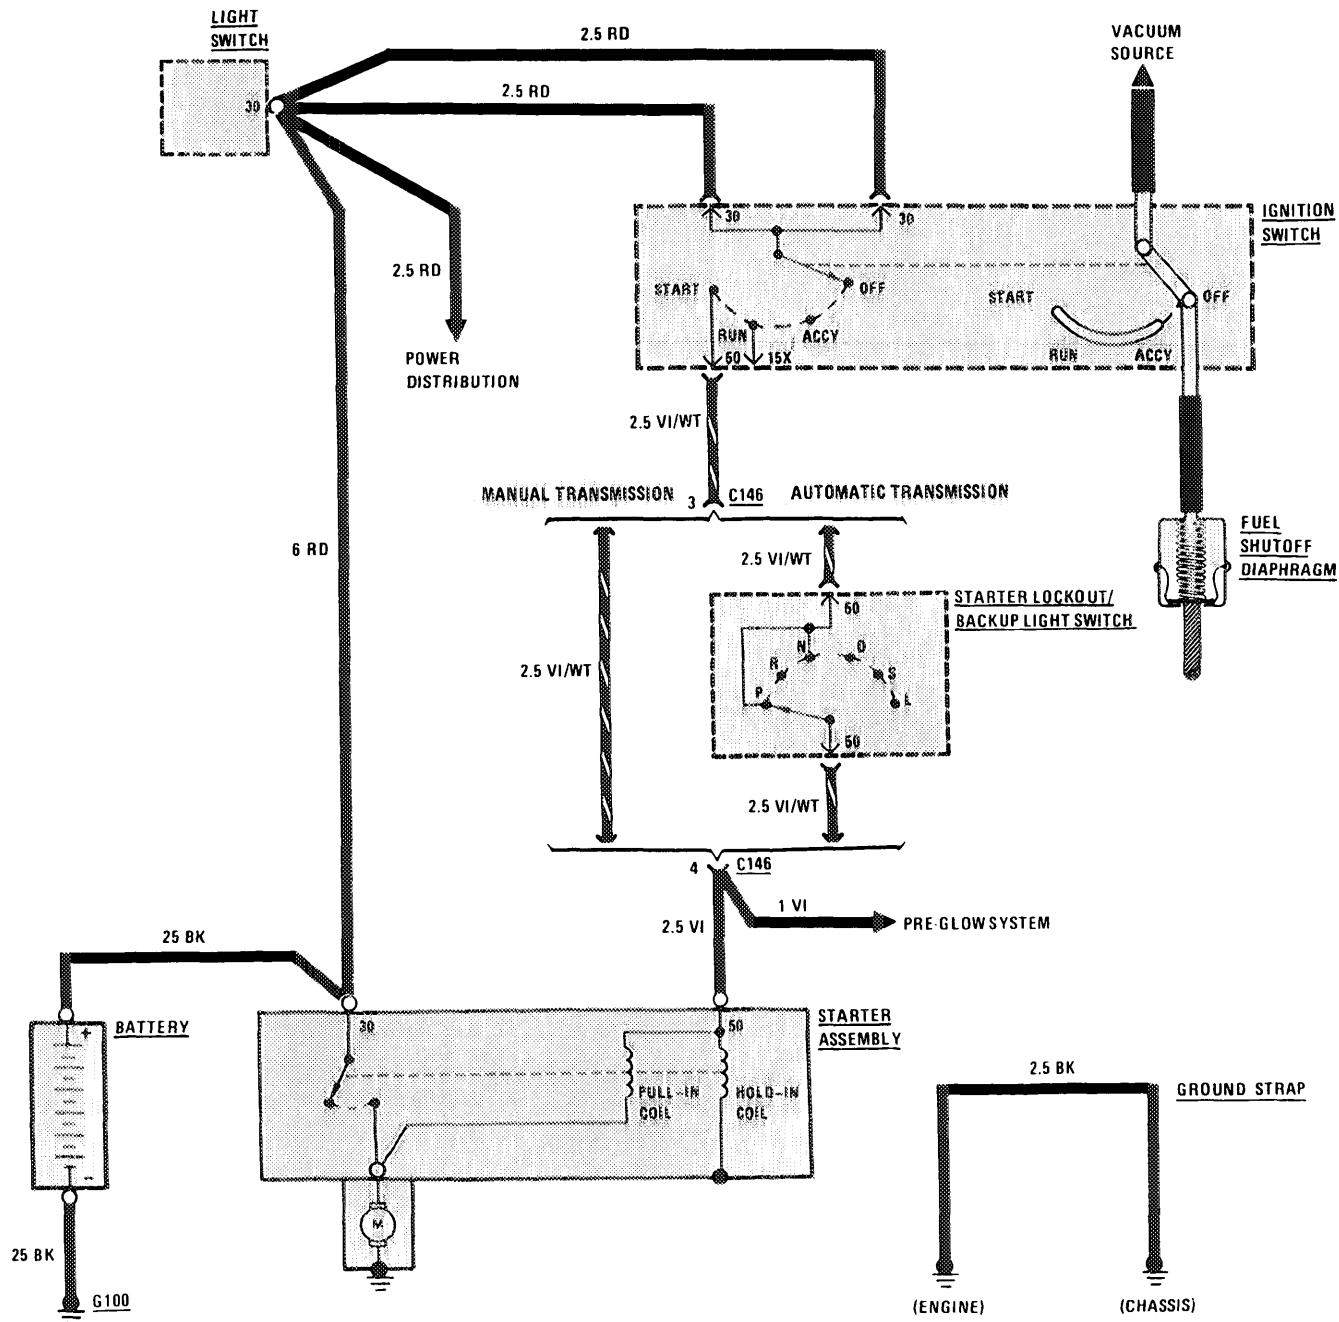 LIGHT
SWITCH
2.5 RD
VACUUM
SOURCE
30
2.5 RD
IGNITION
SWITCH
30
30
2.5 RD
START
OFF
START
OFF
RUN
ACCY
RUN
ACCY
50
15X
POWER
DISTRIBUTION
2.5 VI/WT
MANUAL TRANSMISSION
3
C146
AUTOMATIC TRANSMISSION
FUEL
SHUTOFF
DIAPHRAGM
6 RD
2.5 VI/WT
STARTER LOCKOUT/
BACKUP LIGHT SWITCH
50
N
D
R
S
P
L
50
2.5 VI/WT
2.5 VI/WT
4
C146
1 VI
2.5 VI
PRE-GLOW SYSTEM
25 BK
BATTERY
+
30
50
STARTER
ASSEMBLY
PULL-IN
COIL
HOLD-IN
COIL
2.5 BK
GROUND STRAP
-
M
25 BK
G100
(ENGINE)
(CHASSIS)